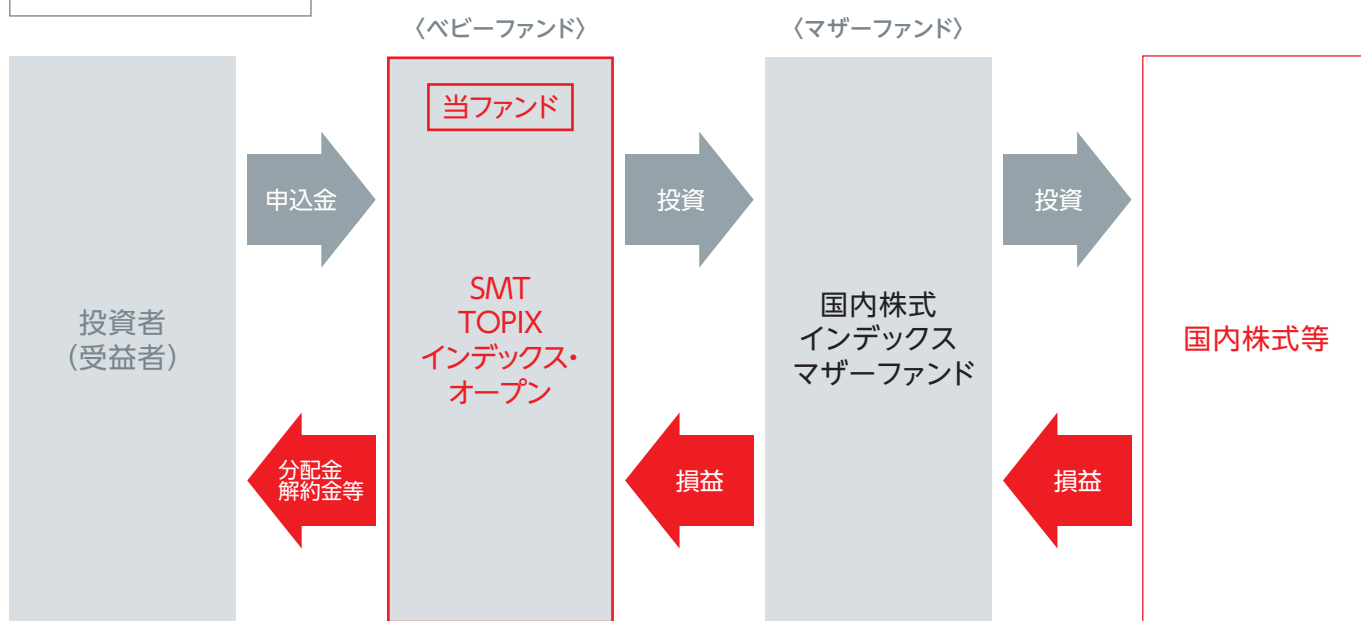 〈ベビーファンド〉
〈マザーファンド〉
投資者
（受益者）
申込金
分配金
解約金等
当ファンド
SMT
TOPIX
インデックス・
オープン
投資
損益
国内株式
インデックス
マザーファンド
投資
損益
国内株式等